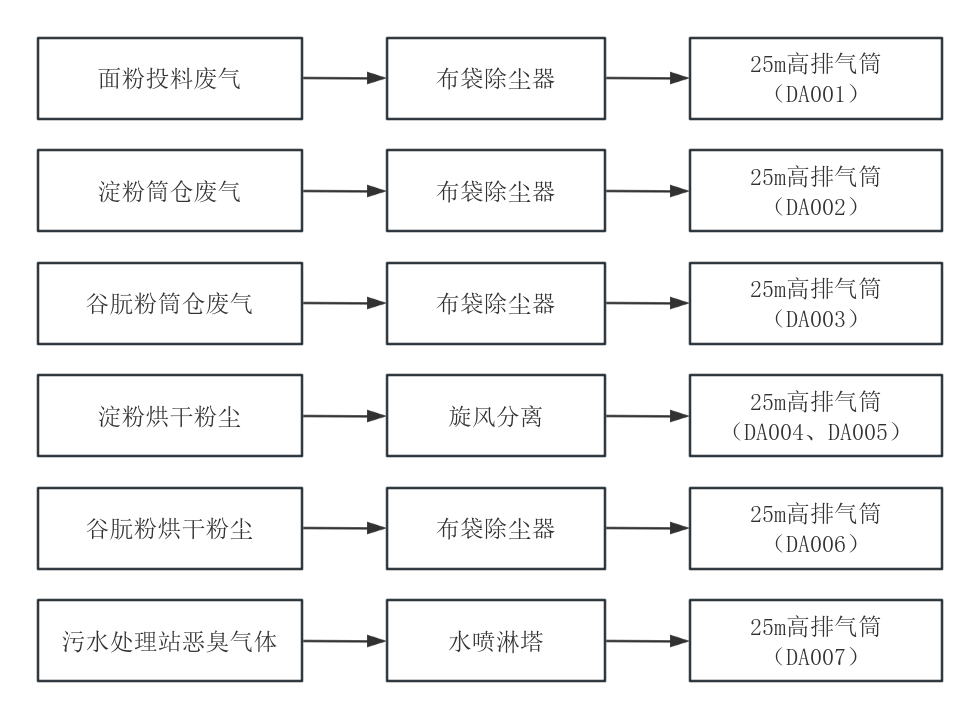 面粉投料废气
布袋除尘器
25m高排气筒
（DA001）
淀粉筒仓废气
布袋除尘器
25m高排气筒
（DA002）
谷朊粉筒仓废气
布袋除尘器
25m高排气筒
（DA003）
淀粉烘干粉尘
旋风分离
25m高排气筒
（DA004、DA005）
谷朊粉烘干粉尘
布袋除尘器
25m高排气筒
（DA006）
污水处理站恶臭气体
水喷淋塔
25m高排气筒
（DA007）